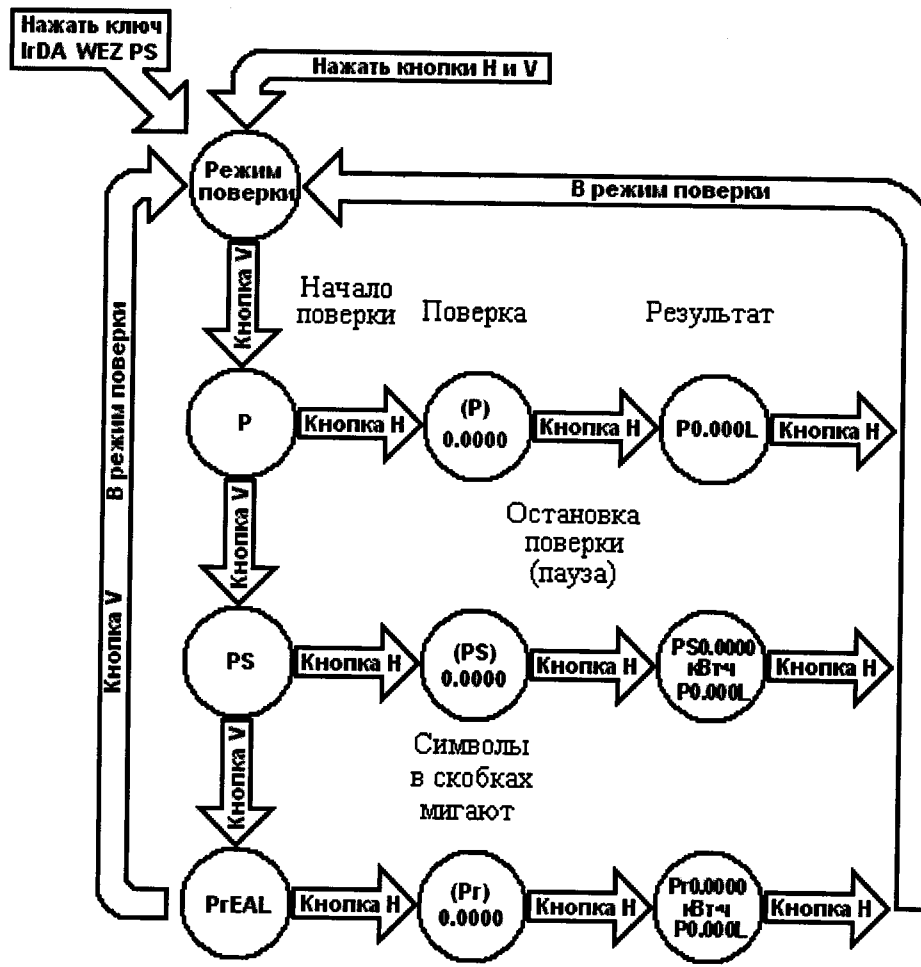 Нажать ключ
IrDA WEZ PS
Нажать кнопки H и V
Режим
поверки
В режим поверки
Кнопка V
Начало
поверки
Поверка
Результат
P
Кнопка H
(P)
0.0000
Кнопка H
P0.000L
Кнопка H
Кнопка V
Остановка
поверки
(пауза)
PS
Кнопка H
(PS)
0.0000
Кнопка H
PS0.0000
кВтч
P0.000L
Кнопка H
Кнопка V
Символы
в скобках
мигают
PrEAL
Кнопка H
(Pr)
0.0000
Кнопка H
Pr0.0000
кВтч
P0.000L
Кнопка H
Кнопка V
В режим поверки